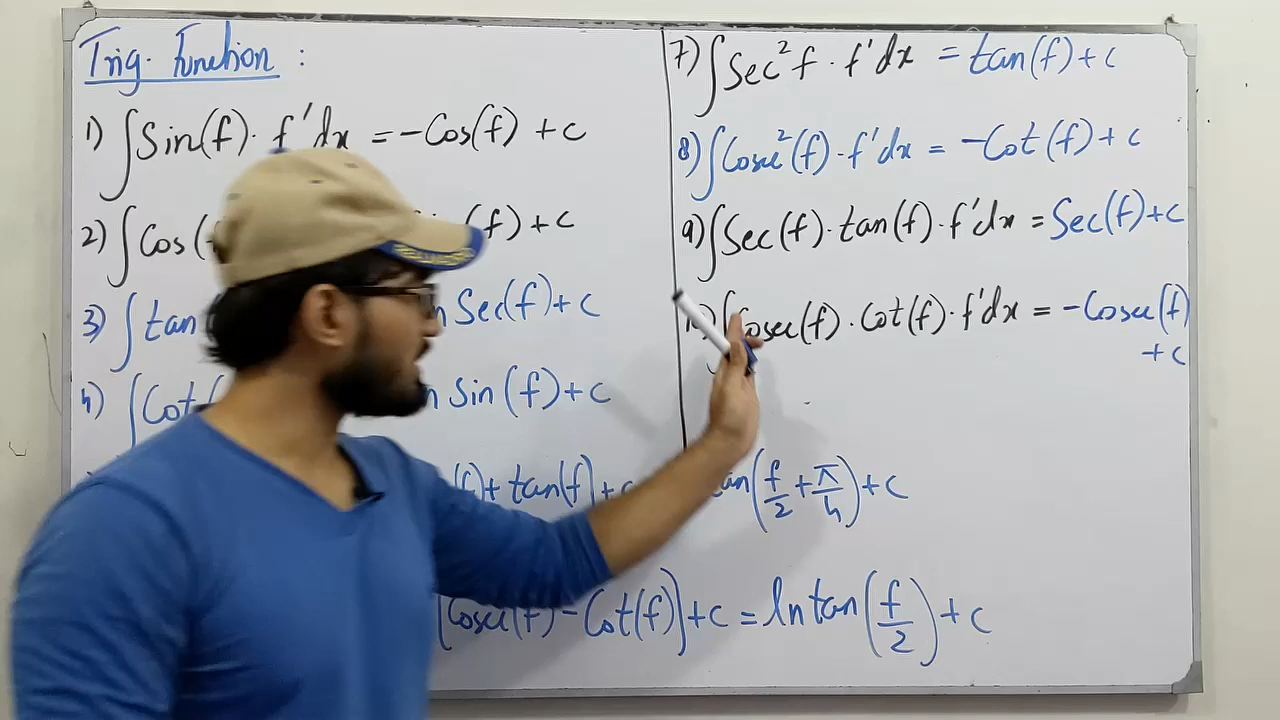 Trig. Function :
1) ∫Sin(f)· f'dx = -Cos(f) + c
2) ∫Cos (f) +c
3) ∫tan Sec(f)+c
4) ∫Cot Sin(f)+c
+ tan(f) +c tan(f/2 + π/4)+c
[Cosec(f) - Cot(f)]+c = ln tan(f/2)+c
7) ∫Sec²f · f'dx = tan(f)+c
8) ∫Cosec²(f)·f'dx = -Cot(f)+c
9) ∫Sec(f)·tan(f)·f'dx = Sec(f)+c
∫Cosec(f)·Cot(f)·f'dx = -Cosec(f)
+c